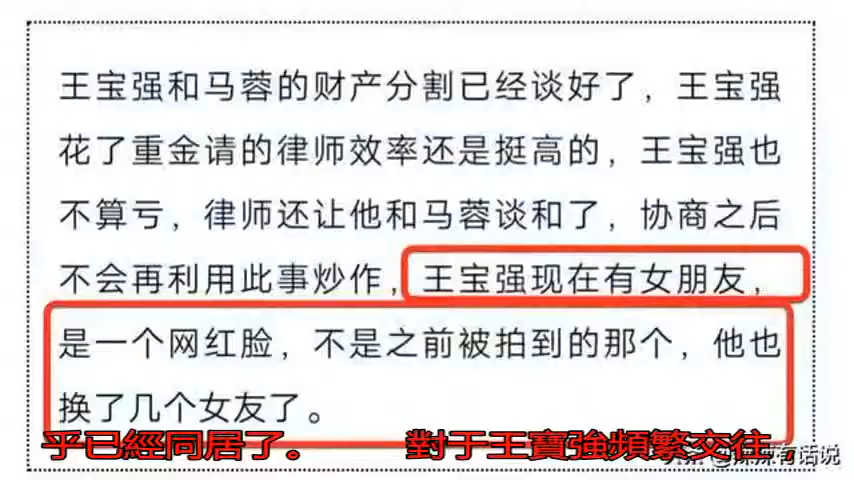 王宝强和马蓉的财产分割已经谈好了，王宝强
花了重金请的律师效率还是挺高的，王宝强也
不算亏，律师还让他和马蓉谈和了，协商之后
不会再利用此事炒作，王宝强现在有女朋友，
是一个网红脸，不是之前被拍到的那个，他也
换了几个女友了。
乎已經同居了。 對于王寶強頻繁交往，
有话说